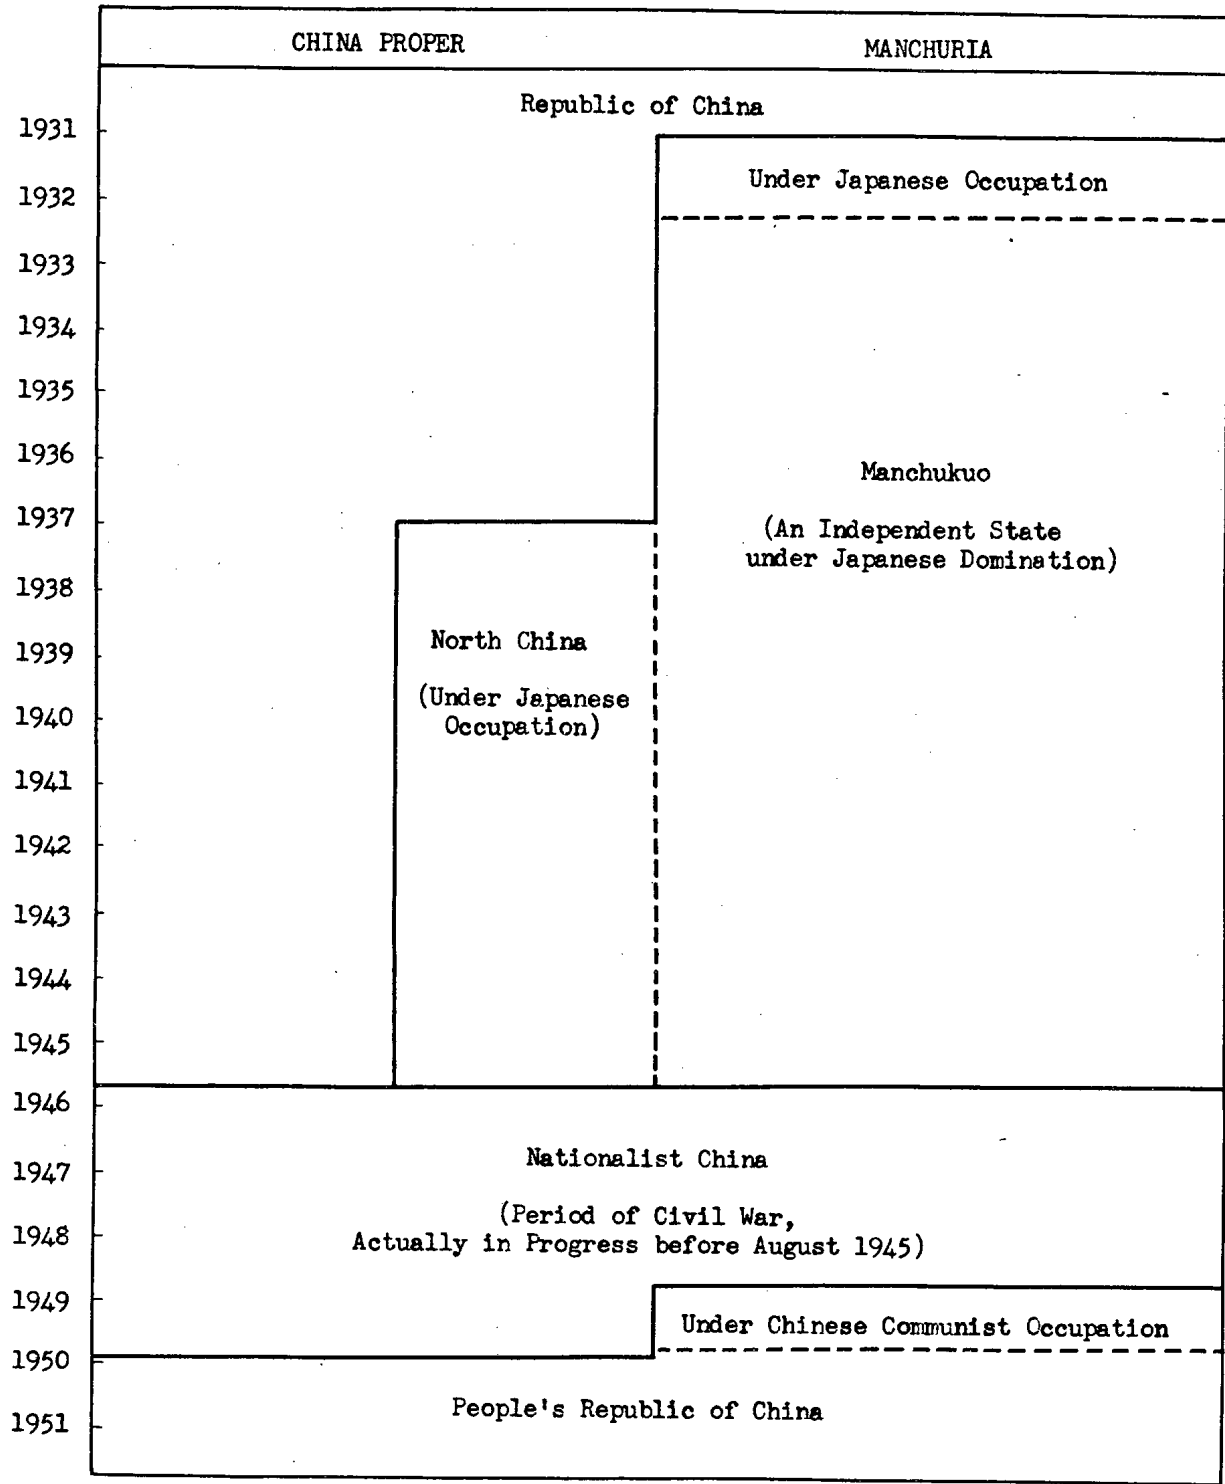 CHINA PROPER MANCHURIA
Republic of China
1931
Under Japanese Occupation
1932
1933
1934
1935
1936
Manchukuo
1937
(An Independent State
under Japanese Domination)
1938
North China
1939
(Under Japanese
1940
Occupation)
1941
1942
1943
1944
1945
1946
Nationalist China
1947
(Period of Civil War,
1948
Actually in Progress before August 1945)
1949
Under Chinese Communist Occupation
1950
People's Republic of China
1951